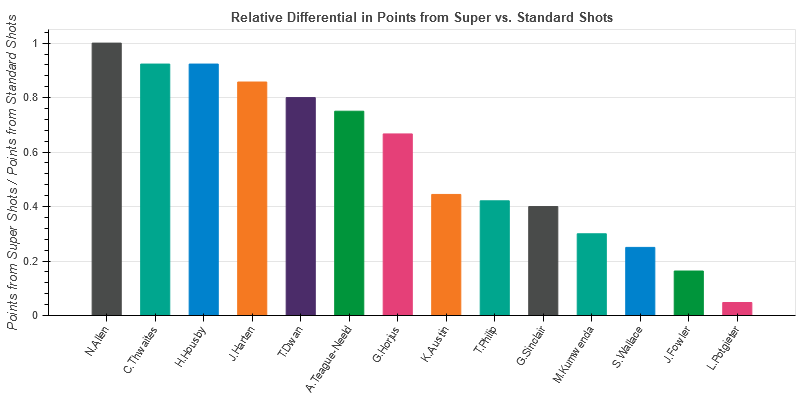 Relative Differential in Points from Super vs. Standard Shots
Points from Super Shots / Points from Standard Shots
1
0.8
0.6
0.4
0.2
0
N.Allen
C.Thwaites
H.Housby
J.Harten
T.Dwan
A.Teague-Neeld
G.Horjus
K.Austin
T.Philip
G.Sinclair
M.Kumwenda
S.Wallace
J.Fowler
L.Potgieter